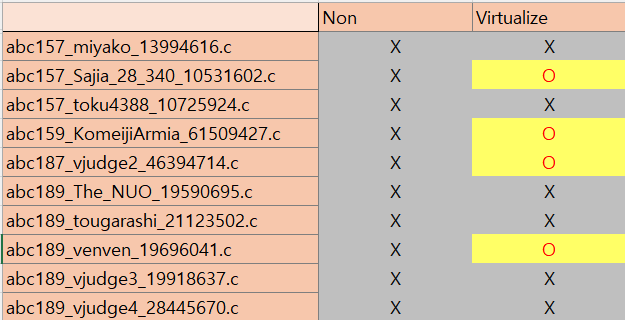 Non Virtualize
abc157_miyako_13994616.c X X
abc157_Sajia_28_340_10531602.c X O
abc157_toku4388_10725924.c X X
abc159_KomeijiArmia_61509427.c X O
abc187_vjudge2_46394714.c X O
abc189_The_NUO_19590695.c X X
abc189_tougarashi_21123502.c X X
abc189_venven_19696041.c X O
abc189_vjudge3_19918637.c X X
abc189_vjudge4_28445670.c X X